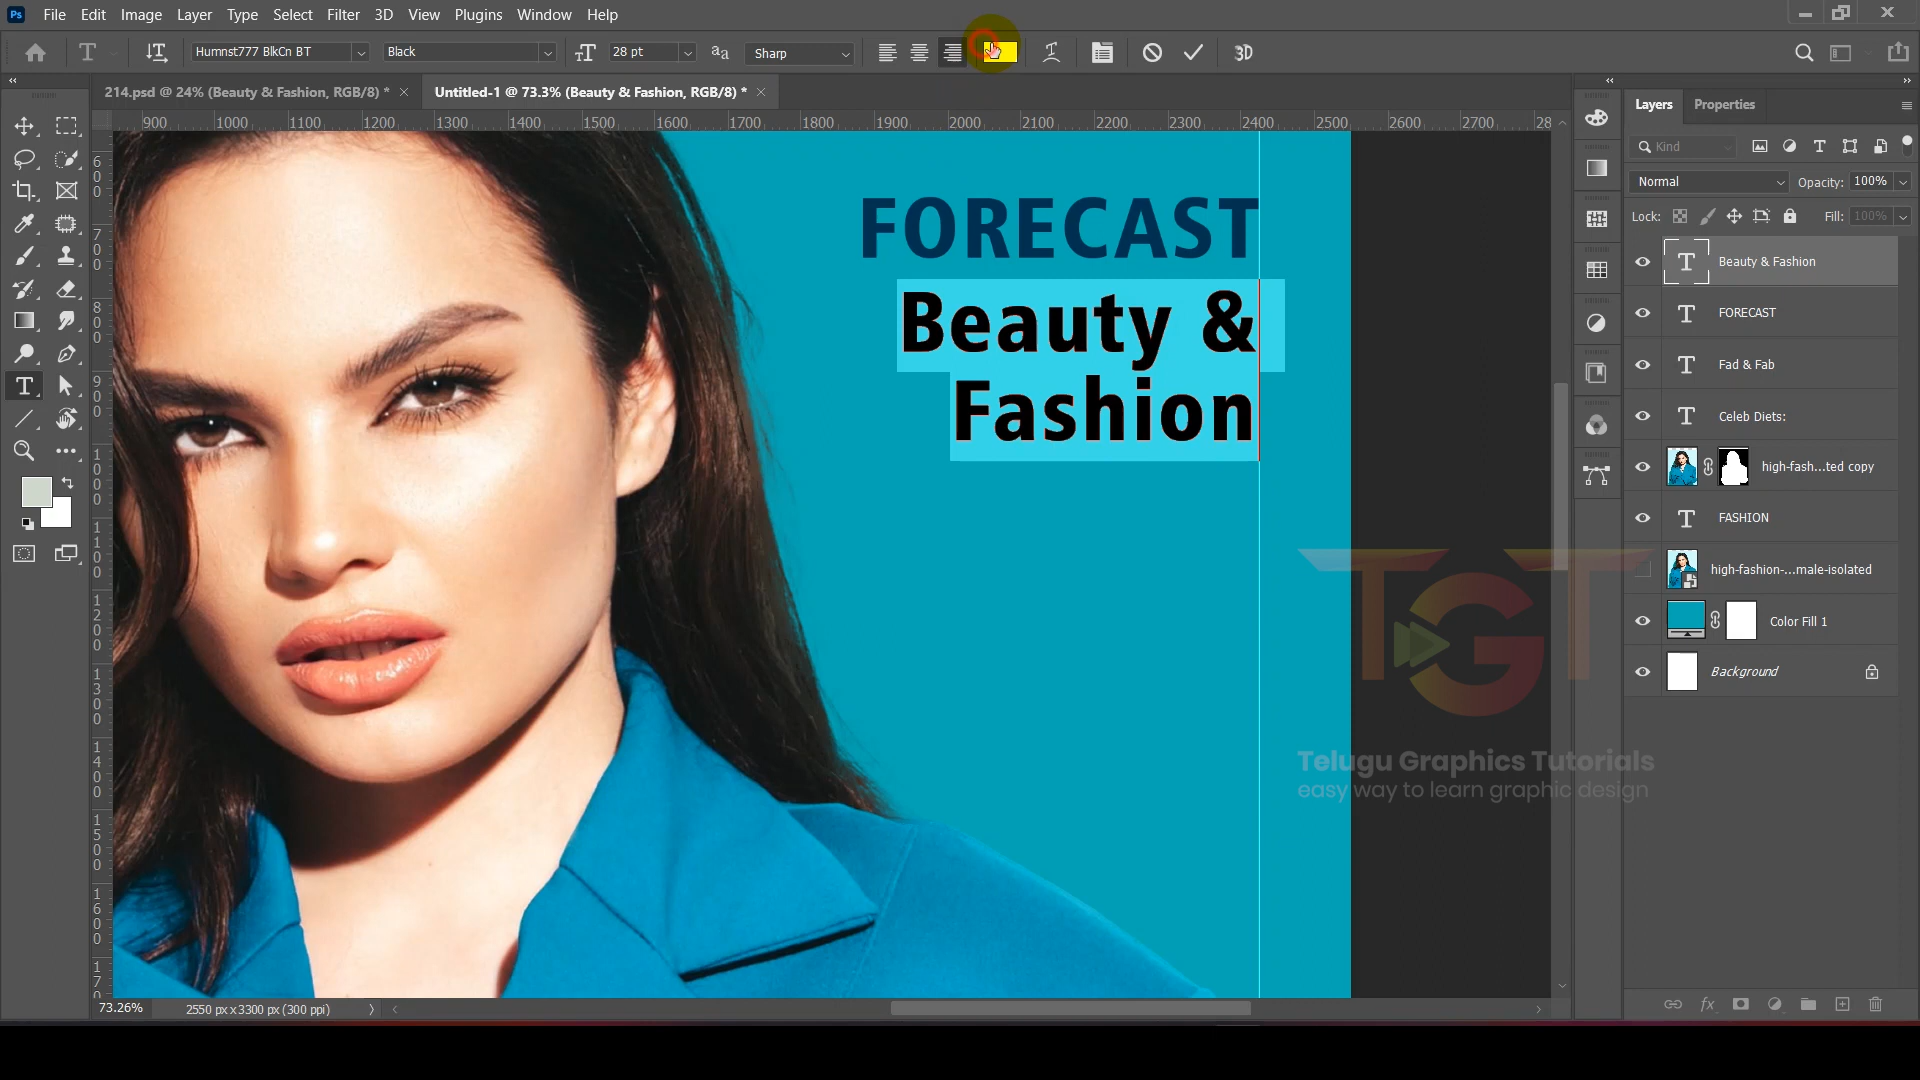 Ps File Edit Image Layer Type Select Filter 3D View Plugins Window Help
Humnst777 BlkCn BT Black 28 pt Sharp 3D
214.psd @ 24% (Beauty & Fashion, RGB/8) *
Untitled-1 @ 73.3% (Beauty & Fashion, RGB/8) *
900 1000 1100 1200 1300 1400 1500 1600 1700 1800 1900 2000 2100 2200 2300 2400 2500 2600 2700 28
FORECAST
Beauty &
Fashion
Layers Properties
Kind
Normal Opacity: 100%
Lock: Fill: 100%
Beauty & Fashion
FORECAST
Fad & Fab
Celeb Diets:
high-fash...ted copy
FASHION
high-fashion-...male-isolated
Color Fill 1
Background
TGT
Telugu Graphics Tutorials
easy way to learn graphic design
73.26% 2550 px x 3300 px (300 ppi)